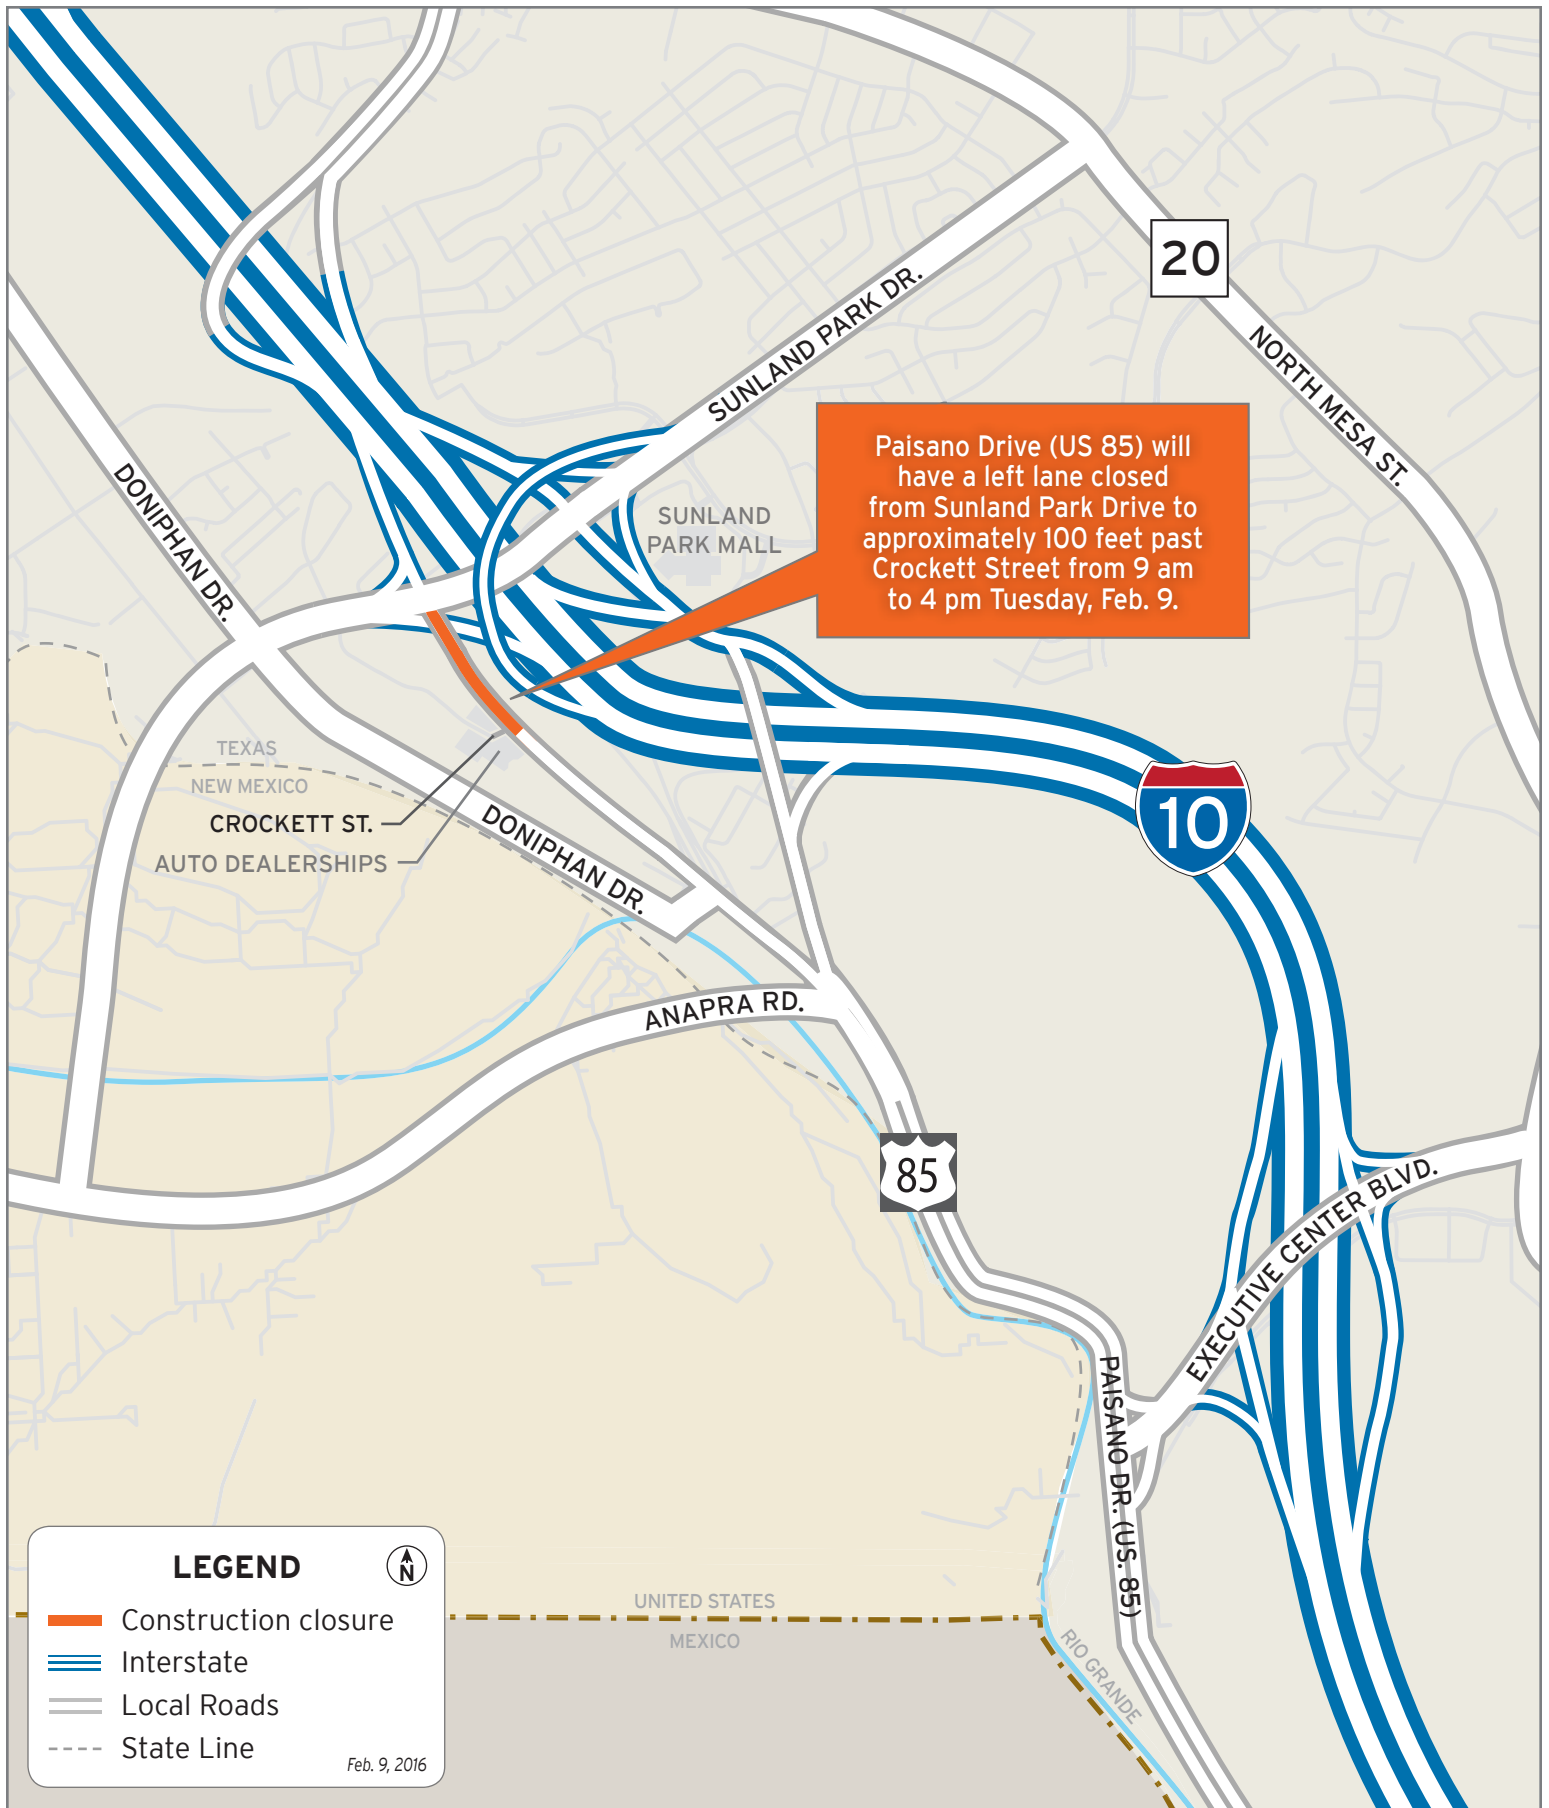 20
SUNLAND PARK DR.
NORTH MESA ST.
Paisano Drive (US 85) will
have a left lane closed
from Sunland Park Drive to
approximately 100 feet past
Crockett Street from 9 am
to 4 pm Tuesday, Feb. 9.
DONIPHAN DR.
SUNLAND
PARK MALL
TEXAS
NEW MEXICO
CROCKETT ST.
AUTO DEALERSHIPS
DONIPHAN DR.
10
ANAPRA RD.
85
EXECUTIVE CENTER BLVD.
PAISANO DR. (US. 85)
UNITED STATES
MEXICO
RIO GRANDE
LEGEND
N
Construction closure
Interstate
Local Roads
State Line
Feb. 9, 2016